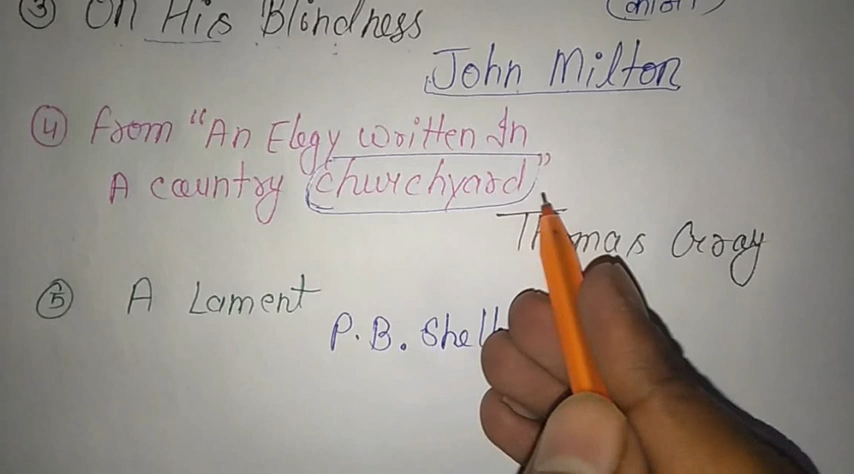 ③ On His Blindness
John Milton
④ From "An Elegy Written In
A country churchyard"
Thomas Gray
⑤ A Lament
P.B. Shell